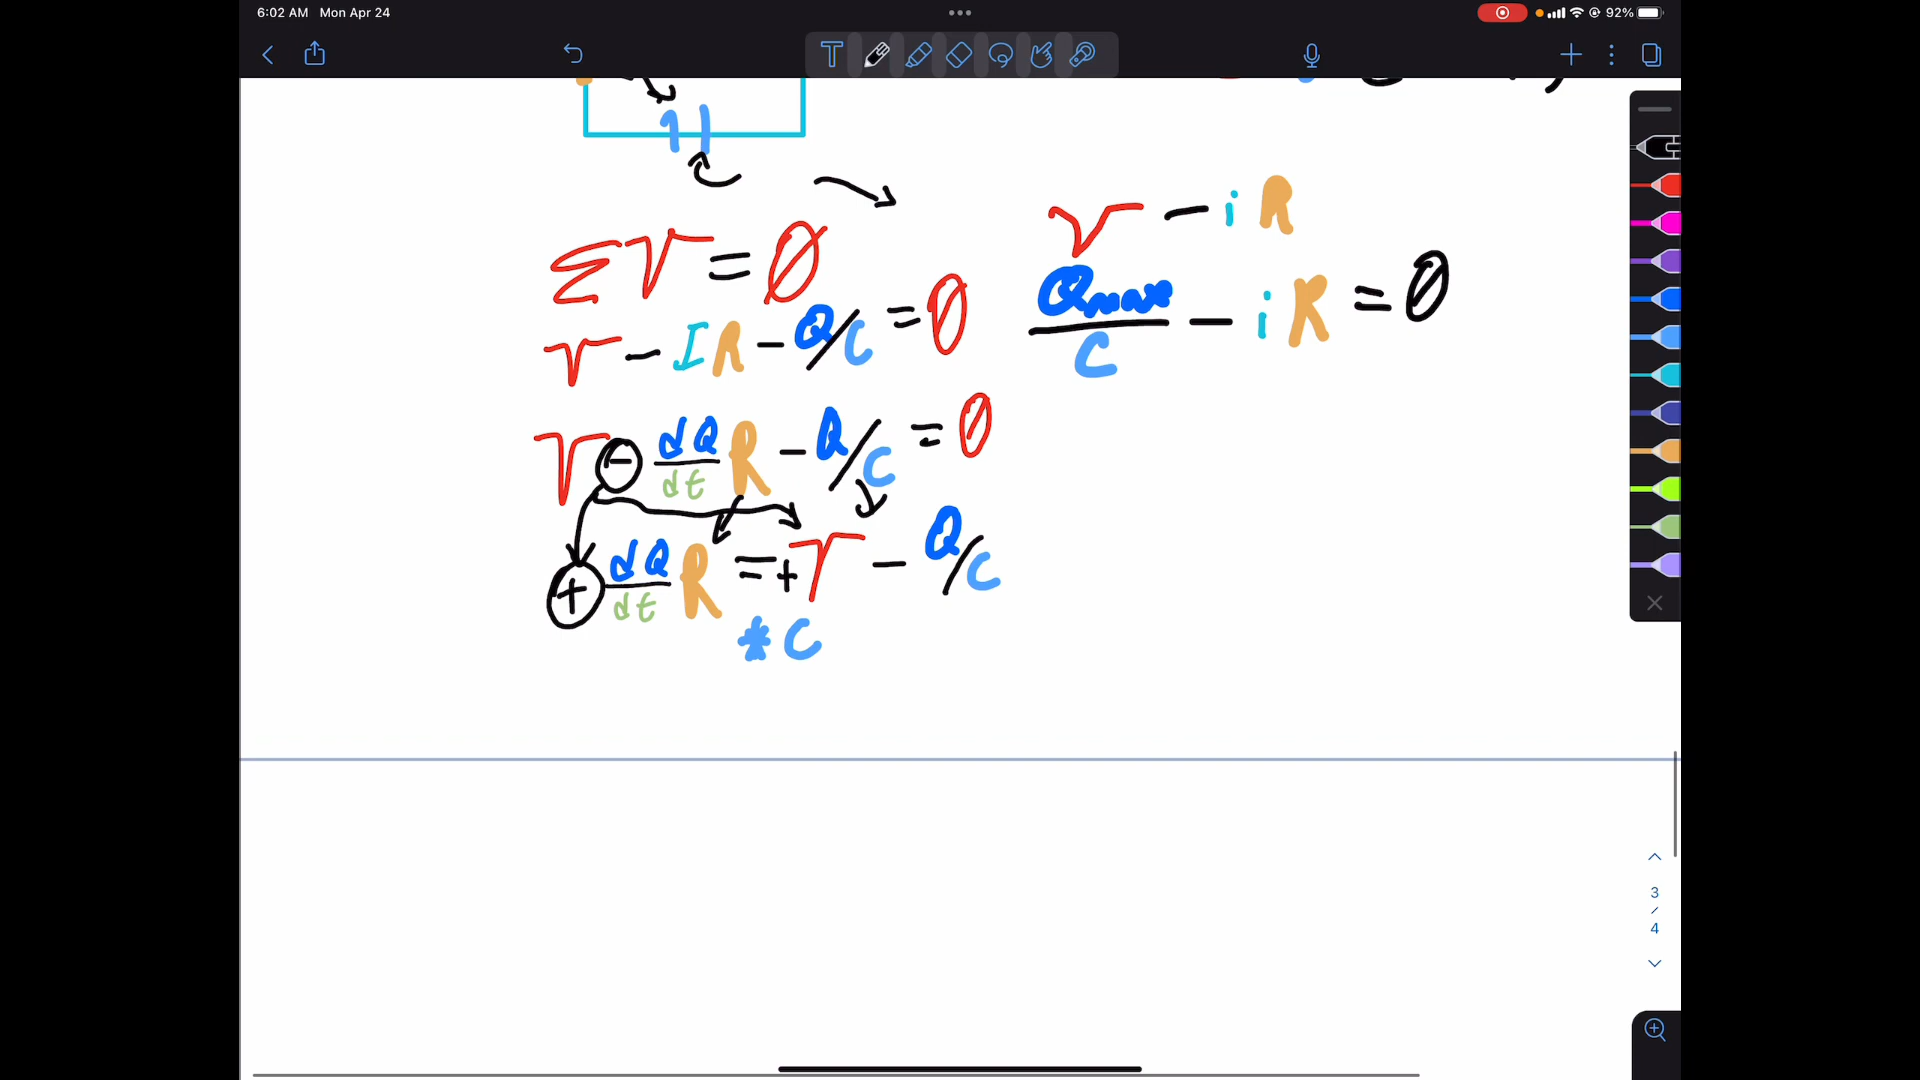 6:02 AM Mon Apr 24
92%
T
ΣV = 0
V - IR - Q/C = 0
V - dQ/dt R - Q/C = 0
+ dQ/dt R = +V - Q/C
* C
V - iR
Qmax/C - iR = 0
3
/
4